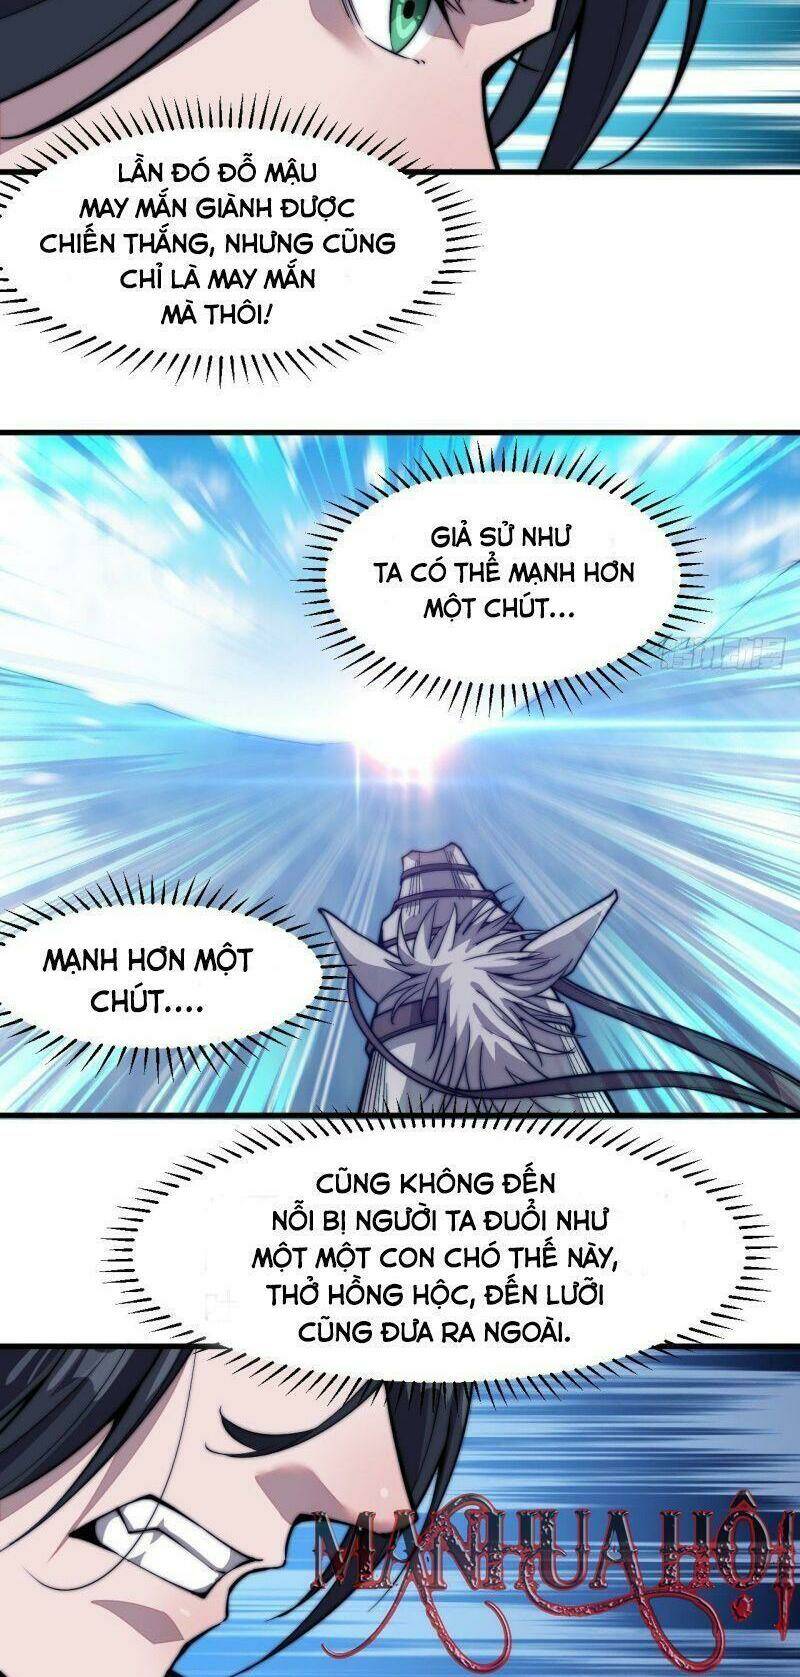 LẦN ĐÓ ĐỖ MẬU
MAY MẮN GIÀNH ĐƯỢC
CHIẾN THẮNG, NHƯNG CŨNG
CHỈ LÀ MAY MẮN
MÀ THÔI!
GIẢ SỬ NHƯ
TA CÓ THỂ MẠNH HƠN
MỘT CHÚT...
MẠNH HƠN MỘT
CHÚT....
CŨNG KHÔNG ĐẾN
NỖI BỊ NGƯỜI TA ĐUỔI NHƯ
MỘT MỘT CON CHÓ THẾ NÀY,
THỞ HỒNG HỘC, ĐẾN LƯỠI
CŨNG ĐƯA RA NGOÀI.
MANHUA HỘI